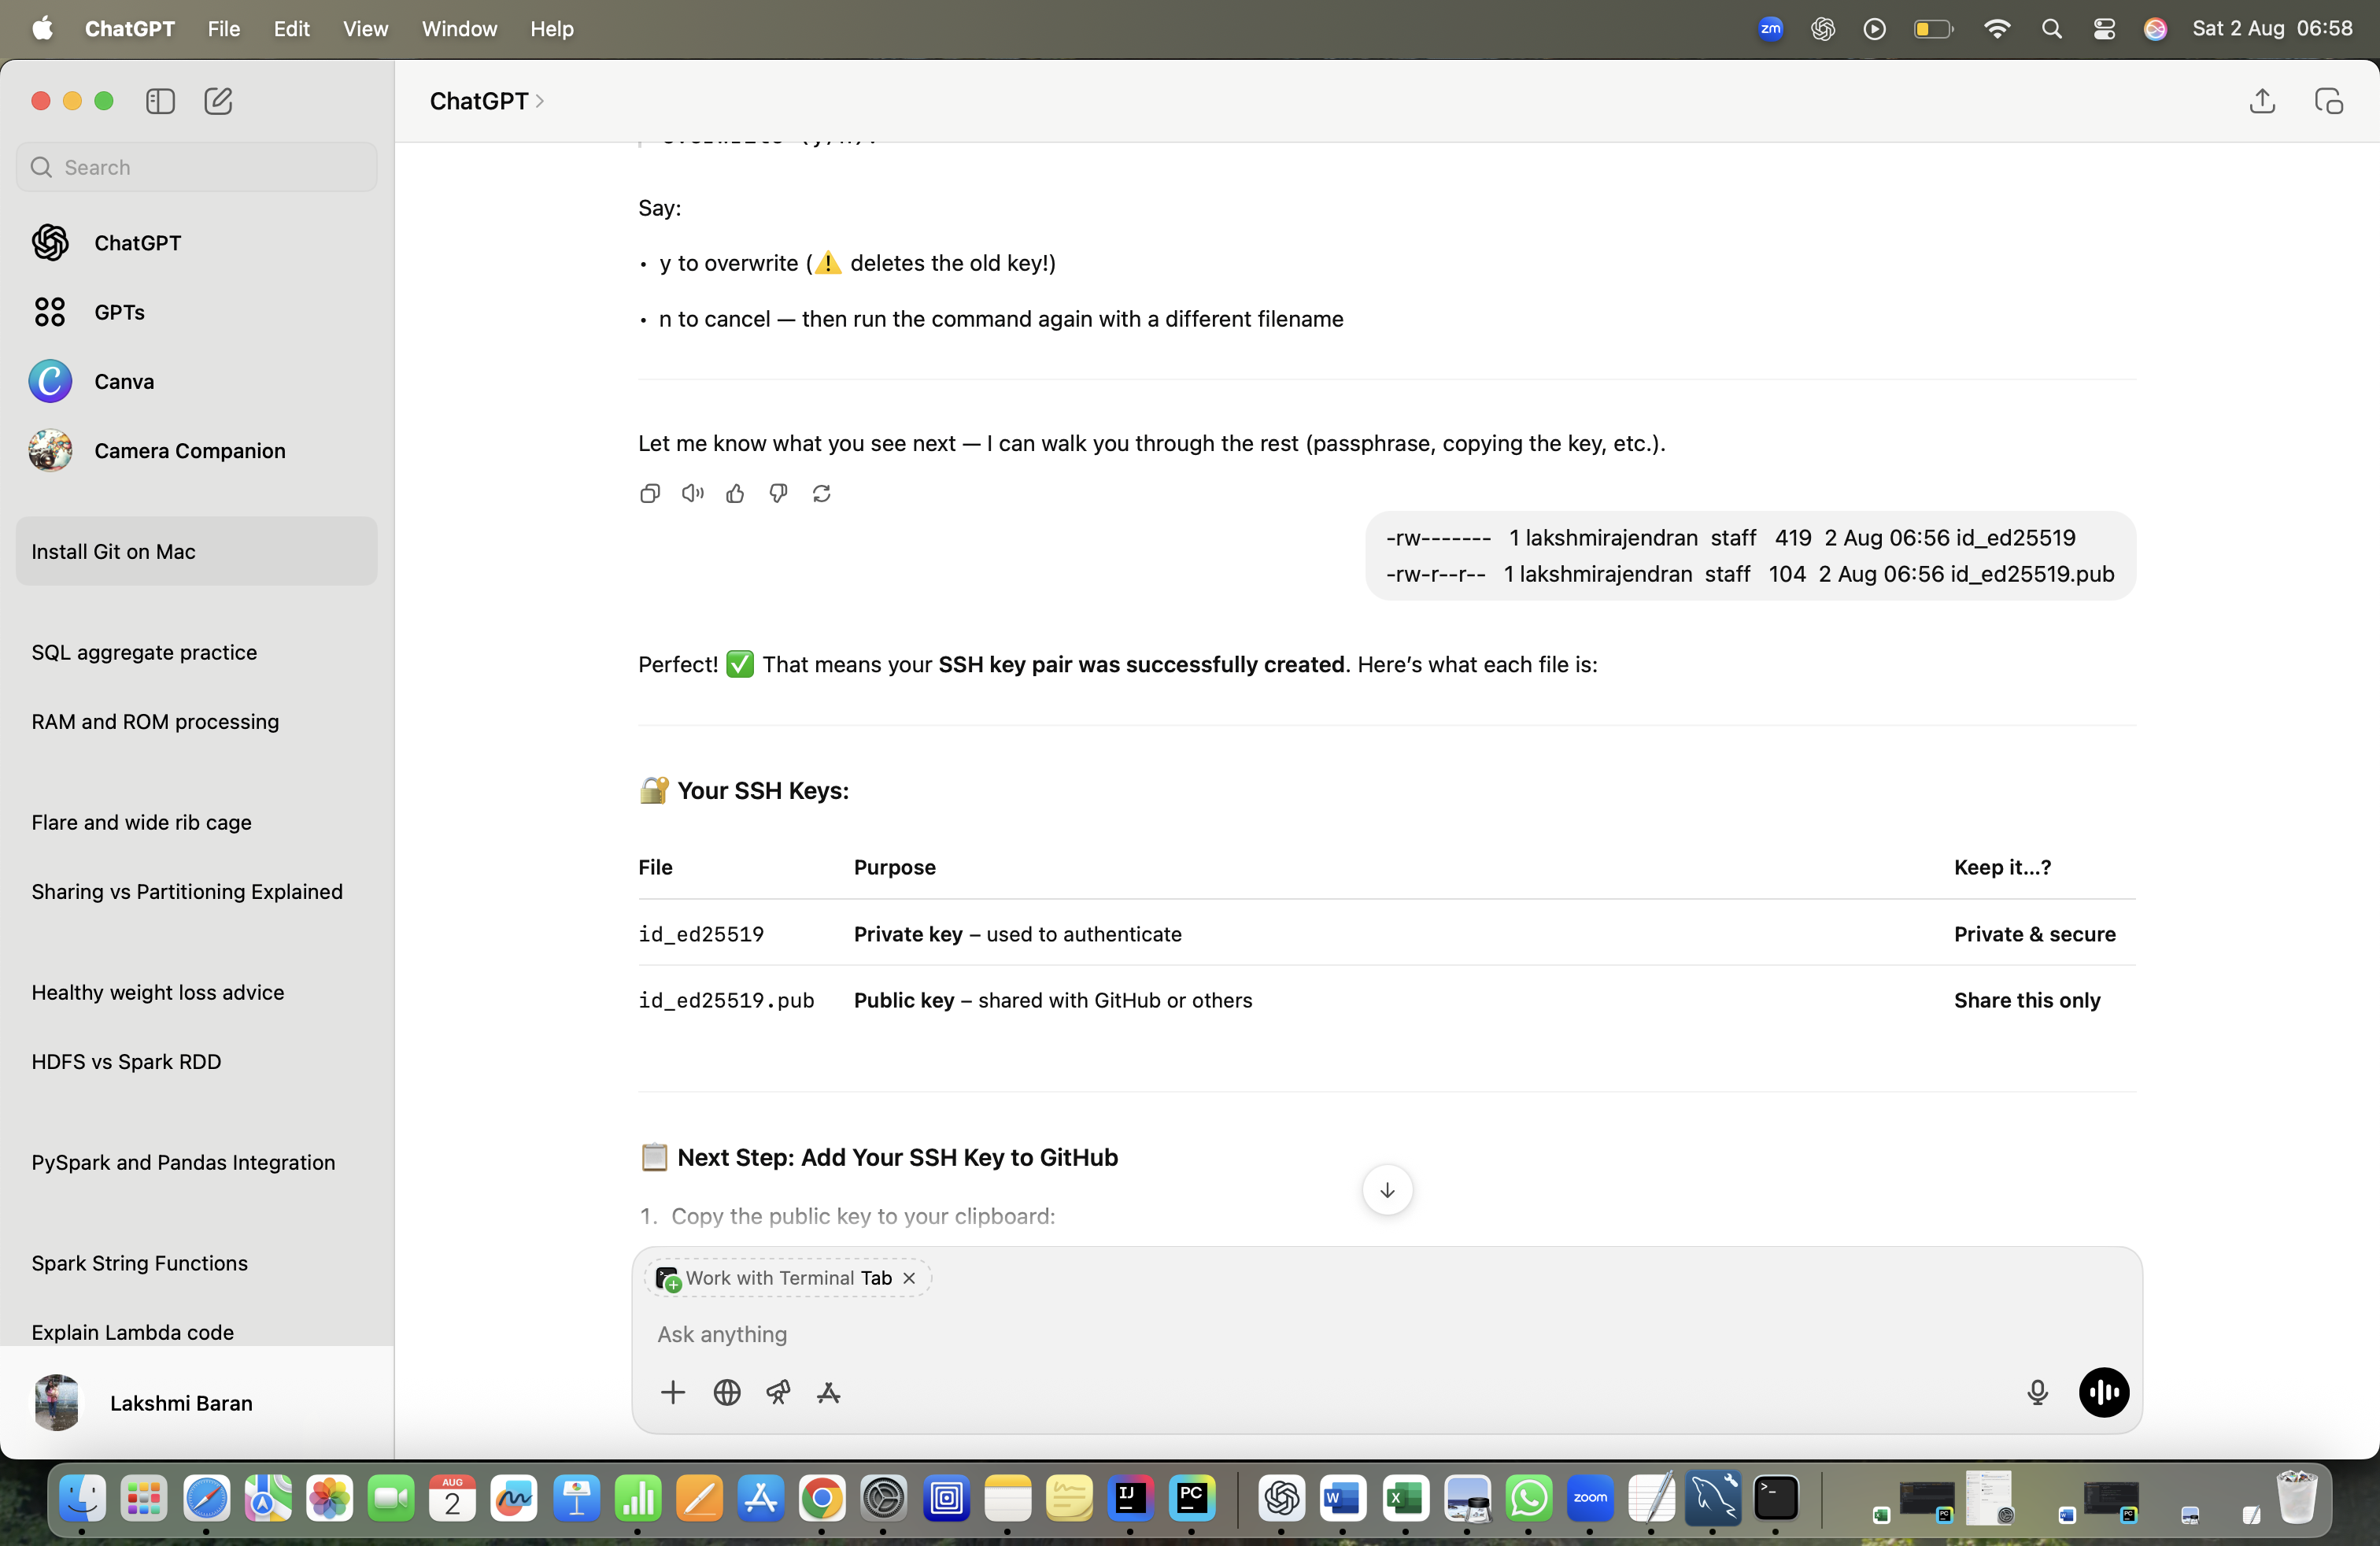 ChatGPT File Edit View Window Help
zm
Sat 2 Aug 06:58
Search
ChatGPT
GPTs
Canva
Camera Companion
Install Git on Mac
SQL aggregate practice
RAM and ROM processing
Flare and wide rib cage
Sharing vs Partitioning Explained
Healthy weight loss advice
HDFS vs Spark RDD
PySpark and Pandas Integration
Spark String Functions
Explain Lambda code
Lakshmi Baran
ChatGPT
Say:
• y to overwrite (⚠️ deletes the old key!)
• n to cancel — then run the command again with a different filename
Let me know what you see next — I can walk you through the rest (passphrase, copying the key, etc.).
-rw------- 1 lakshmirajendran staff 419 2 Aug 06:56 id_ed25519
-rw-r--r-- 1 lakshmirajendran staff 104 2 Aug 06:56 id_ed25519.pub
Perfect! ✅ That means your SSH key pair was successfully created. Here’s what each file is:
🔐 Your SSH Keys:
File Purpose Keep it...?
id_ed25519 Private key – used to authenticate Private & secure
id_ed25519.pub Public key – shared with GitHub or others Share this only
📋 Next Step: Add Your SSH Key to GitHub
1. Copy the public key to your clipboard:
Work with Terminal Tab
Ask anything
AUG
2
IJ
PC
W
X
zoom